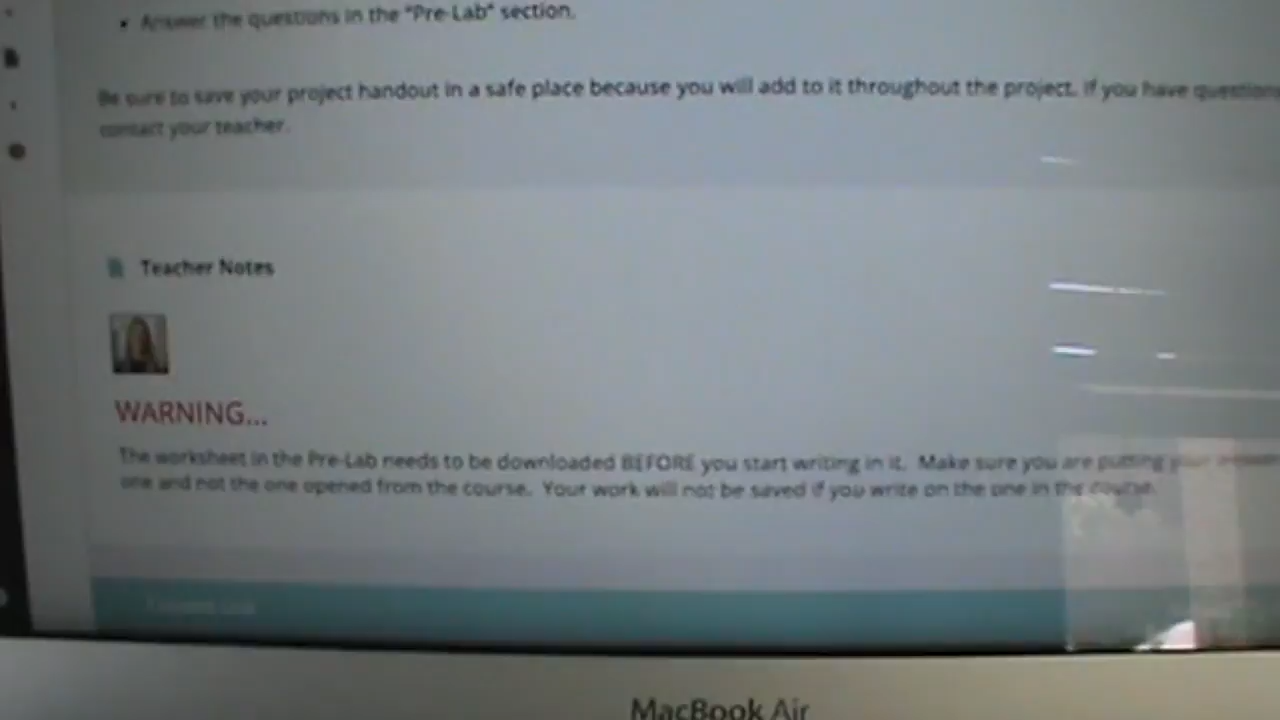 • Answer the questions in the "Pre-Lab" section.
Be sure to save your project handout in a safe place because you will add to it throughout the project. If you have questions
contact your teacher.
Teacher Notes
WARNING...
The worksheet in the Pre-Lab needs to be downloaded BEFORE you start writing in it. Make sure you are putting your
one and not the one opened from the course. Your work will not be saved if you write on the one in the course.
MacBook Air